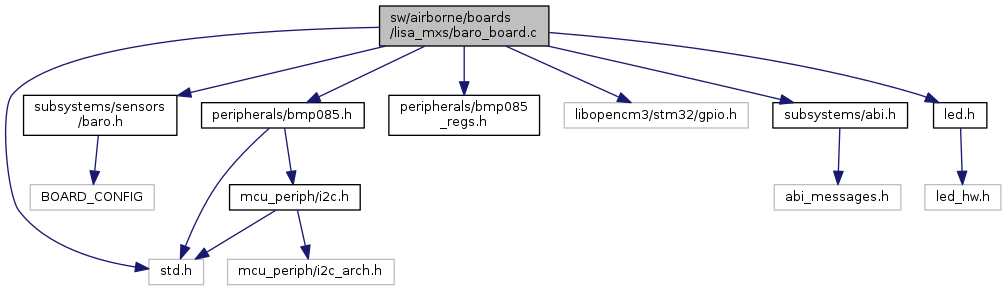 sw/airborne/boards
/lisa_mxs/baro_board.c
subsystems/sensors
/baro.h
peripherals/bmp085.h
peripherals/bmp085
_regs.h
libopencm3/stm32/gpio.h
subsystems/abi.h
led.h
BOARD_CONFIG
mcu_periph/i2c.h
abi_messages.h
led_hw.h
std.h
mcu_periph/i2c_arch.h